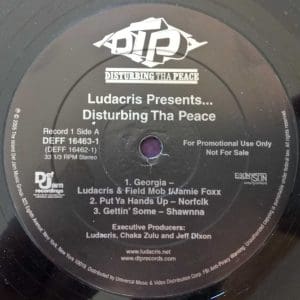 DTP
DISTURBING THA PEACE
Ludacris Presents...
Disturbing Tha Peace
Record 1 Side A
DEFF 16463-1
(DEFF 16462-1)
33 1/3 RPM Stereo
For Promotional Use Only
Not For Sale
Def Jam
recordings
1. Georgia –
Ludacris & Field Mob f/Jamie Foxx
2. Put Ya Hands Up – Norfclk
3. Gettin' Some – Shawnna
Executive Producers:
Ludacris, Chaka Zulu and Jeff Dixon
www.ludacris.net
www.dtprecords.com